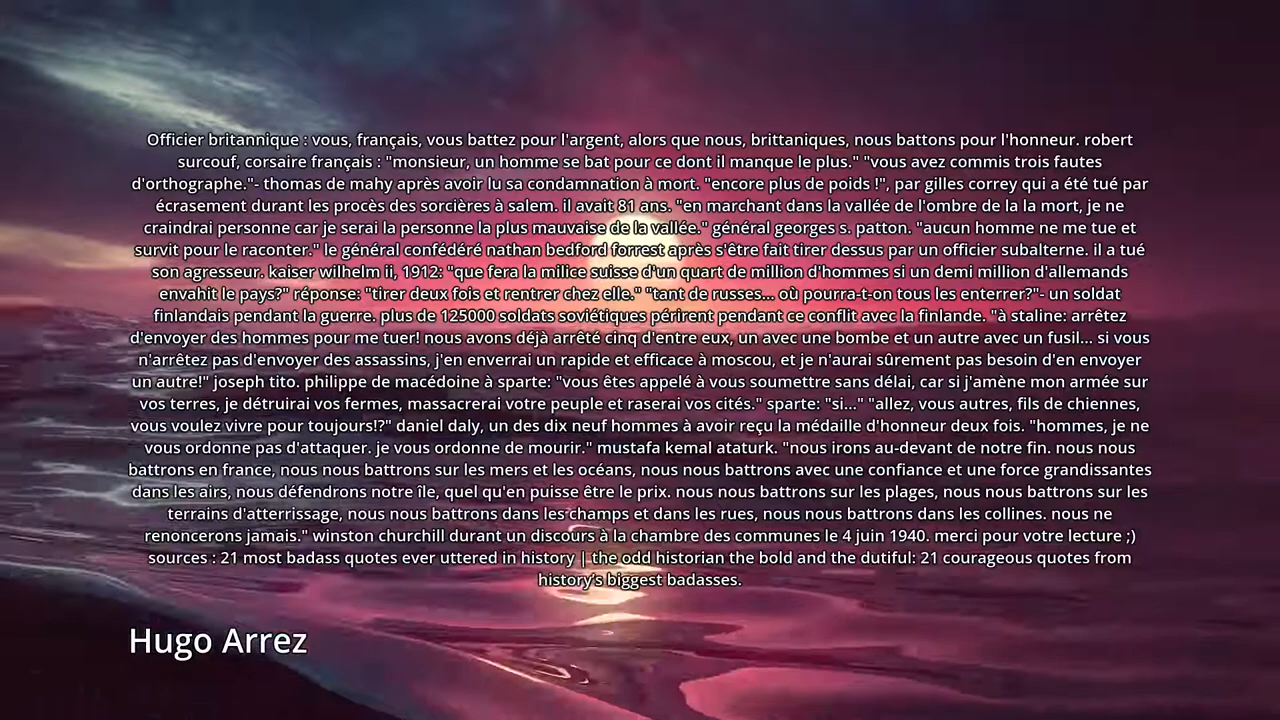 Officier britannique : vous, français, vous battez pour l'argent, alors que nous, brittaniques, nous battons pour l'honneur. robert
surcouf, corsaire français : "monsieur, un homme se bat pour ce dont il manque le plus." "vous avez commis trois fautes
d'orthographe."- thomas de mahy après avoir lu sa condamnation à mort. "encore plus de poids !", par gilles correy qui a été tué par
écrasement durant les procès des sorcières à salem. il avait 81 ans. "en marchant dans la vallée de l'ombre de la la mort, je ne
craindrai personne car je serai la personne la plus mauvaise de la vallée." général georges s. patton. "aucun homme ne me tue et
survit pour le raconter." le général confédéré nathan bedford forrest après s'être fait tirer dessus par un officier subalterne. il a tué
son agresseur. kaiser wilhelm ii, 1912: "que fera la milice suisse d'un quart de million d'hommes si un demi million d'allemands
envahit le pays?" réponse: "tirer deux fois et rentrer chez elle." "tant de russes... où pourra-t-on tous les enterrer?"- un soldat
finlandais pendant la guerre. plus de 125000 soldats soviétiques périrent pendant ce conflit avec la finlande. "à staline: arrêtez
d'envoyer des hommes pour me tuer! nous avons déjà arrêté cinq d'entre eux, un avec une bombe et un autre avec un fusil... si vous
n'arrêtez pas d'envoyer des assassins, j'en enverrai un rapide et efficace à moscou, et je n'aurai sûrement pas besoin d'en envoyer
un autre!" joseph tito. philippe de macédoine à sparte: "vous êtes appelé à vous soumettre sans délai, car si j'amène mon armée sur
vos terres, je détruirai vos fermes, massacrerai votre peuple et raserai vos cités." sparte: "si..." "allez, vous autres, fils de chiennes,
vous voulez vivre pour toujours!?" daniel daly, un des dix neuf hommes à avoir reçu la médaille d'honneur deux fois. "hommes, je ne
vous ordonne pas d'attaquer. je vous ordonne de mourir." mustafa kemal ataturk. "nous irons au-devant de notre fin. nous nous
battrons en france, nous nous battrons sur les mers et les océans, nous nous battrons avec une confiance et une force grandissantes
dans les airs, nous défendrons notre île, quel qu'en puisse être le prix. nous nous battrons sur les plages, nous nous battrons sur les
terrains d'atterrissage, nous nous battrons dans les champs et dans les rues, nous nous battrons dans les collines. nous ne
renoncerons jamais." winston churchill durant un discours à la chambre des communes le 4 juin 1940. merci pour votre lecture ;)
sources : 21 most badass quotes ever uttered in history | the odd historian the bold and the dutiful: 21 courageous quotes from
history's biggest badasses.
Hugo Arrez